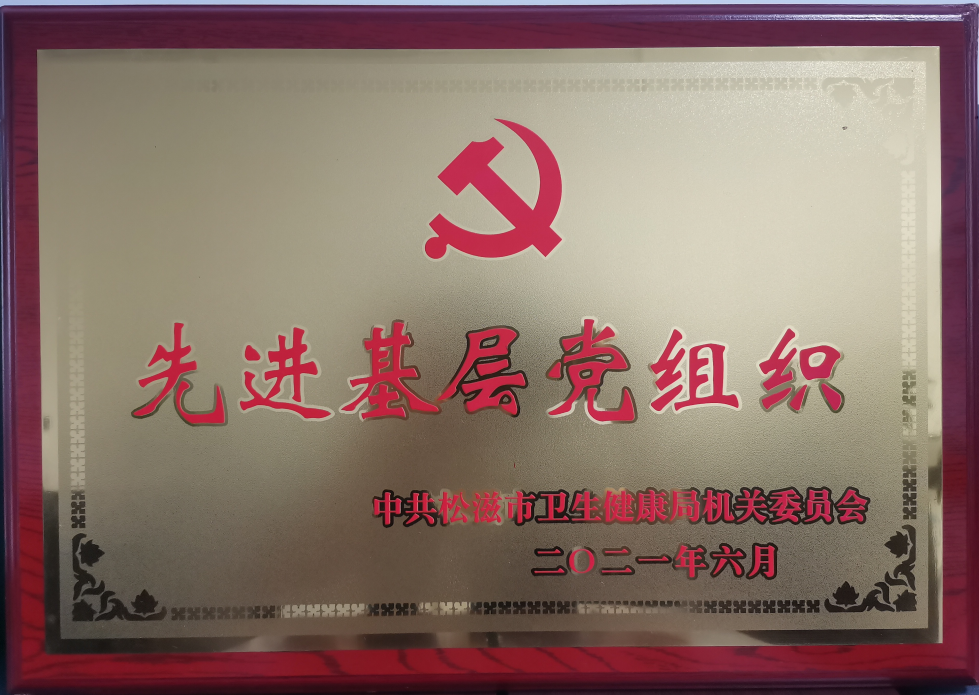 先进基层党组织
中共松滋市卫生健康局机关委员会
二〇二一年六月